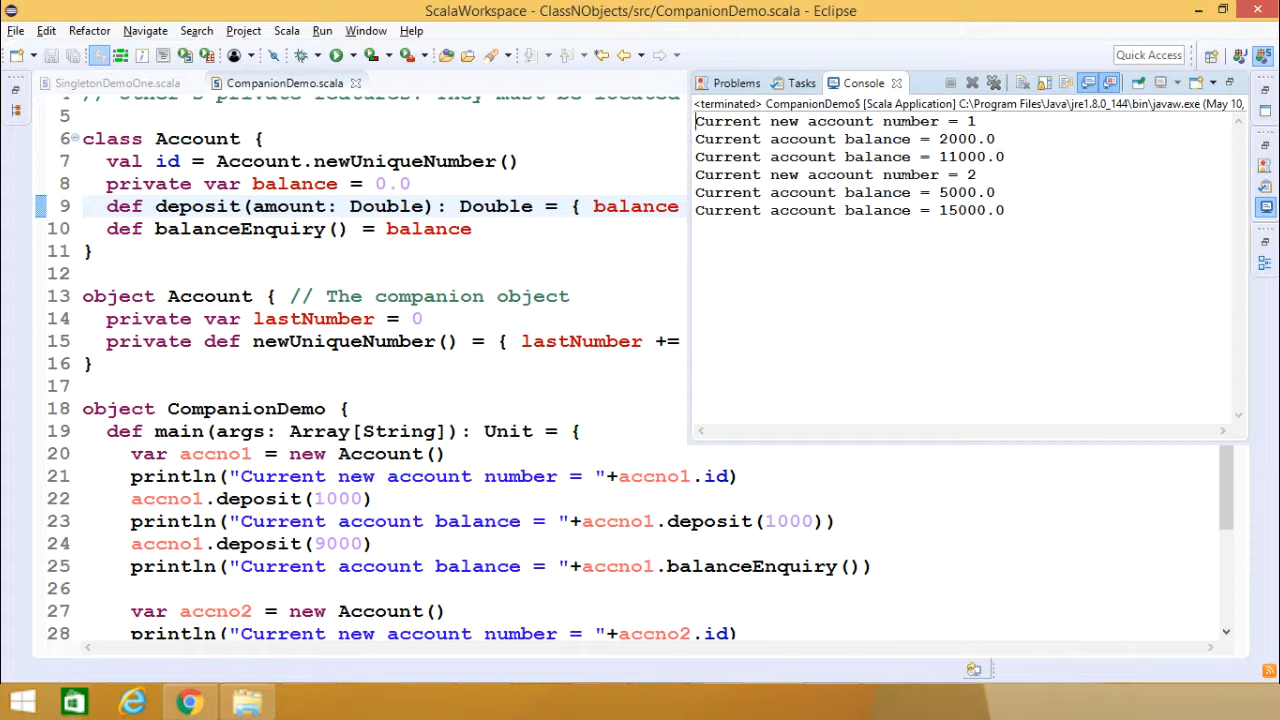 ScalaWorkspace - ClassNObjects/src/CompanionDemo.scala - Eclipse
File Edit Refactor Navigate Search Project Scala Run Window Help
Quick Access
SingletonDemoOne.scala CompanionDemo.scala
5
6 class Account {
7 val id = Account.newUniqueNumber()
8 private var balance = 0.0
9 def deposit(amount: Double): Double = { balance
10 def balanceEnquiry() = balance
11 }
12
13 object Account { // The companion object
14 private var lastNumber = 0
15 private def newUniqueNumber() = { lastNumber +=
16 }
17
18 object CompanionDemo {
19 def main(args: Array[String]): Unit = {
20 var accno1 = new Account()
21 println("Current new account number = "+accno1.id)
22 accno1.deposit(1000)
23 println("Current account balance = "+accno1.deposit(1000))
24 accno1.deposit(9000)
25 println("Current account balance = "+accno1.balanceEnquiry())
26
27 var accno2 = new Account()
28 println("Current new account number = "+accno2.id)
Problems Tasks Console
<terminated> CompanionDemo$ [Scala Application] C:\Program Files\Java\jre1.8.0_144\bin\javaw.exe (May 10,
Current new account number = 1
Current account balance = 2000.0
Current account balance = 11000.0
Current new account number = 2
Current account balance = 5000.0
Current account balance = 15000.0